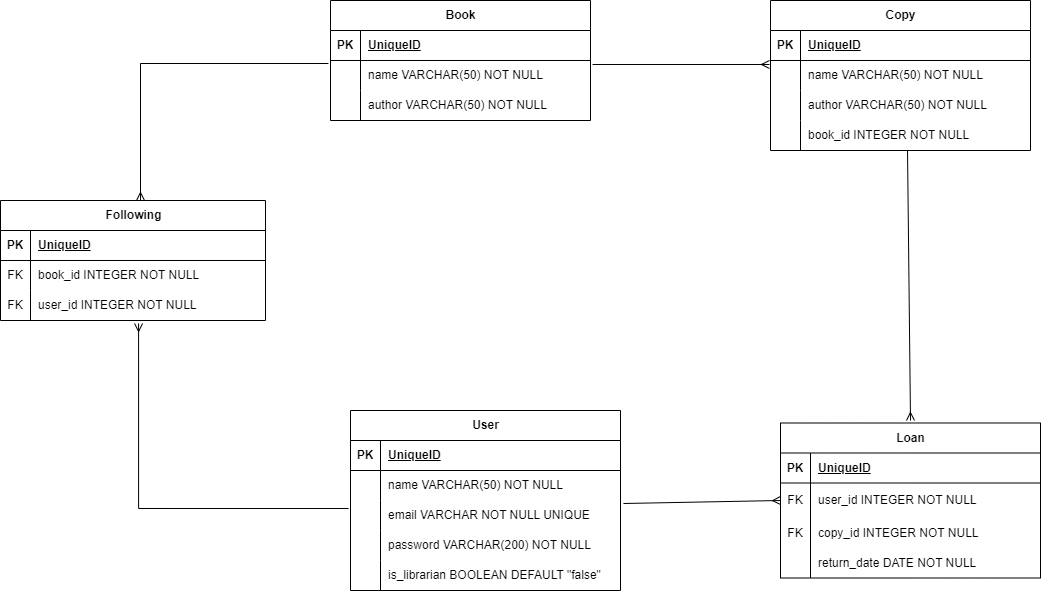 Book
PK UniqueID
name VARCHAR(50) NOT NULL
author VARCHAR(50) NOT NULL
Copy
PK UniqueID
name VARCHAR(50) NOT NULL
author VARCHAR(50) NOT NULL
book_id INTEGER NOT NULL
Following
PK UniqueID
FK book_id INTEGER NOT NULL
FK user_id INTEGER NOT NULL
User
PK UniqueID
name VARCHAR(50) NOT NULL
email VARCHAR NOT NULL UNIQUE
password VARCHAR(200) NOT NULL
is_librarian BOOLEAN DEFAULT "false"
Loan
PK UniqueID
FK user_id INTEGER NOT NULL
FK copy_id INTEGER NOT NULL
return_date DATE NOT NULL